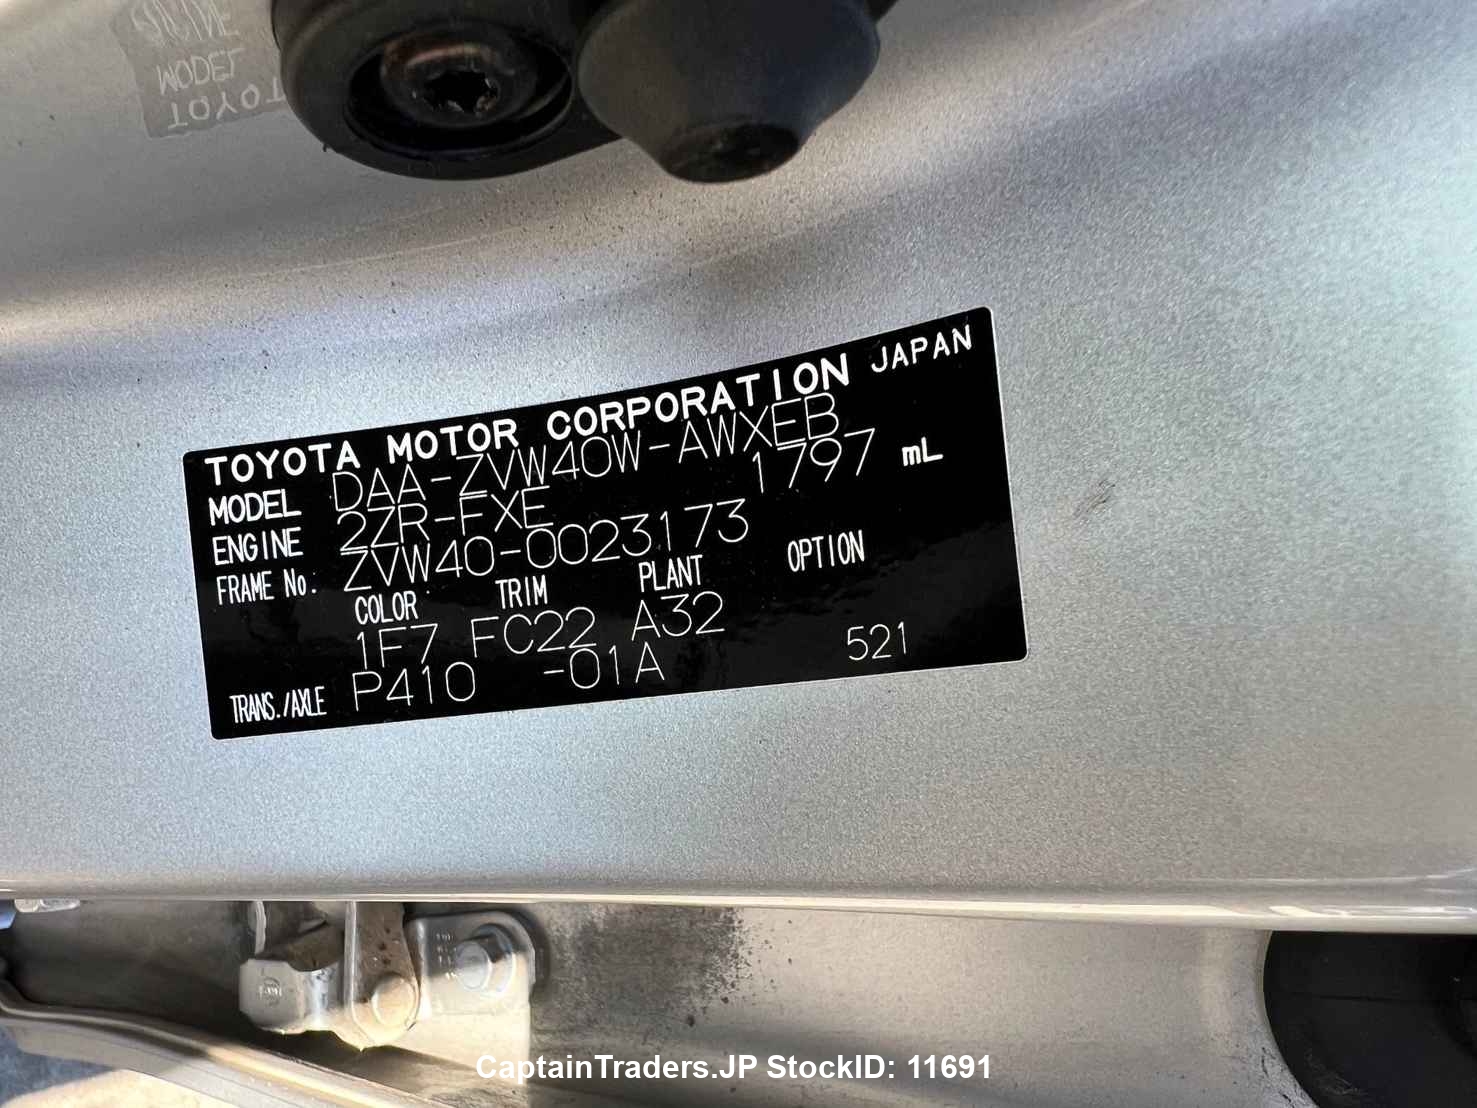 TOYOTA
MODEL
TOYOTA MOTOR CORPORATION JAPAN
MODEL DAA-ZVW40W-AWXEB
ENGINE 2ZR-FXE 1797 mL
FRAME No. ZVW40-0023173
COLOR TRIM PLANT OPTION
1F7 FC22 A32
TRANS./AXLE P410 -01A 521
CaptainTraders.JP StockID: 11691